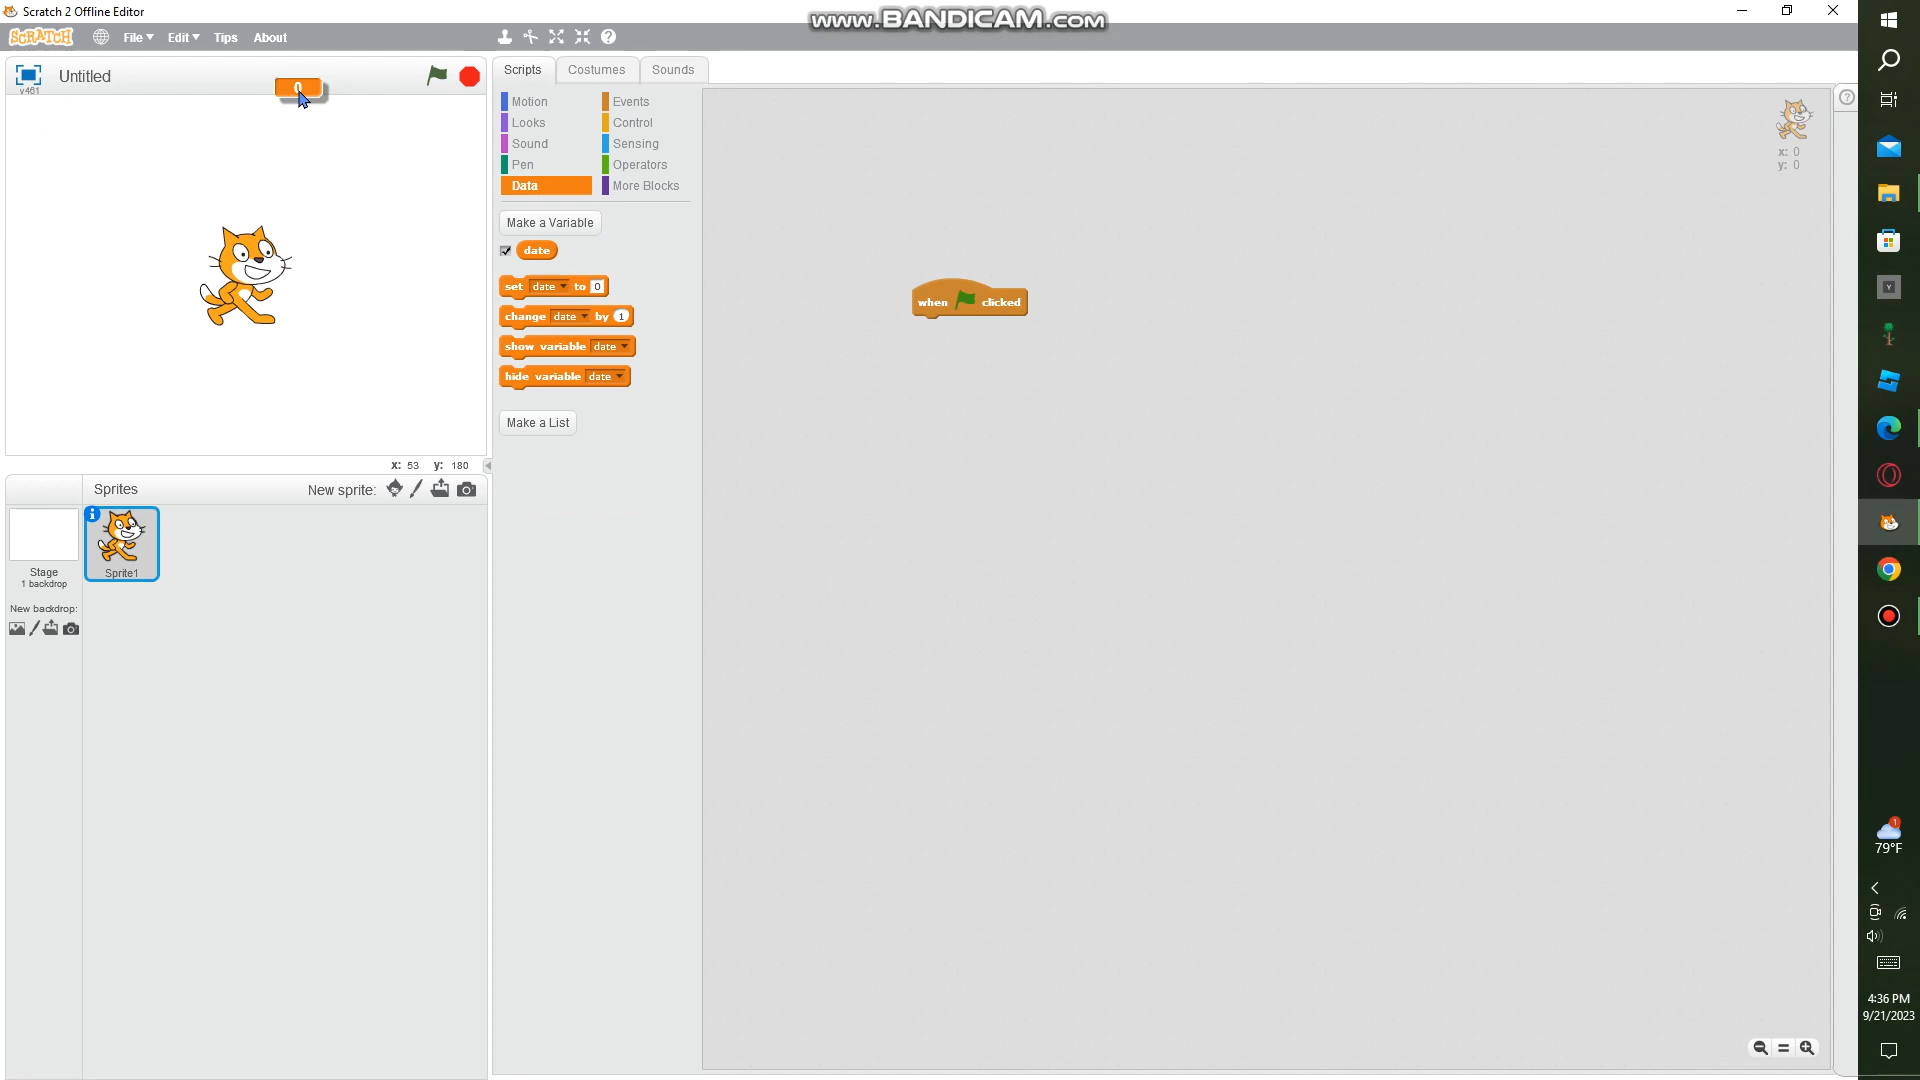 Scratch 2 Offline Editor
www.BANDICAM.com
SCRATCH
File
Edit
Tips
About
v461
Untitled
0
Scripts
Costumes
Sounds
Motion
Events
Looks
Control
Sound
Sensing
Pen
Operators
Data
More Blocks
Make a Variable
date
set date to 0
change date by 1
show variable date
hide variable date
Make a List
when clicked
x: 0
y: 0
x: 53 y: 180
Sprites
New sprite:
Stage
1 backdrop
New backdrop:
Sprite1
1
79°F
4:36 PM
9/21/2023